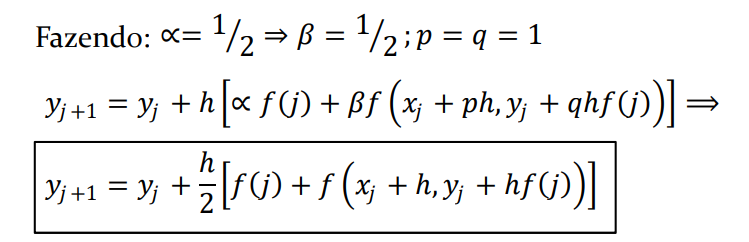 Fazendo: ∝= 1/2 ⇒ β = 1/2 ; p = q = 1
y_{j+1} = y_j + h[∝ f(j) + βf(x_j + ph, y_j + qhf(j))] ⟹
y_{j+1} = y_j + \frac{h}{2}[f(j) + f(x_j + h, y_j + hf(j))]